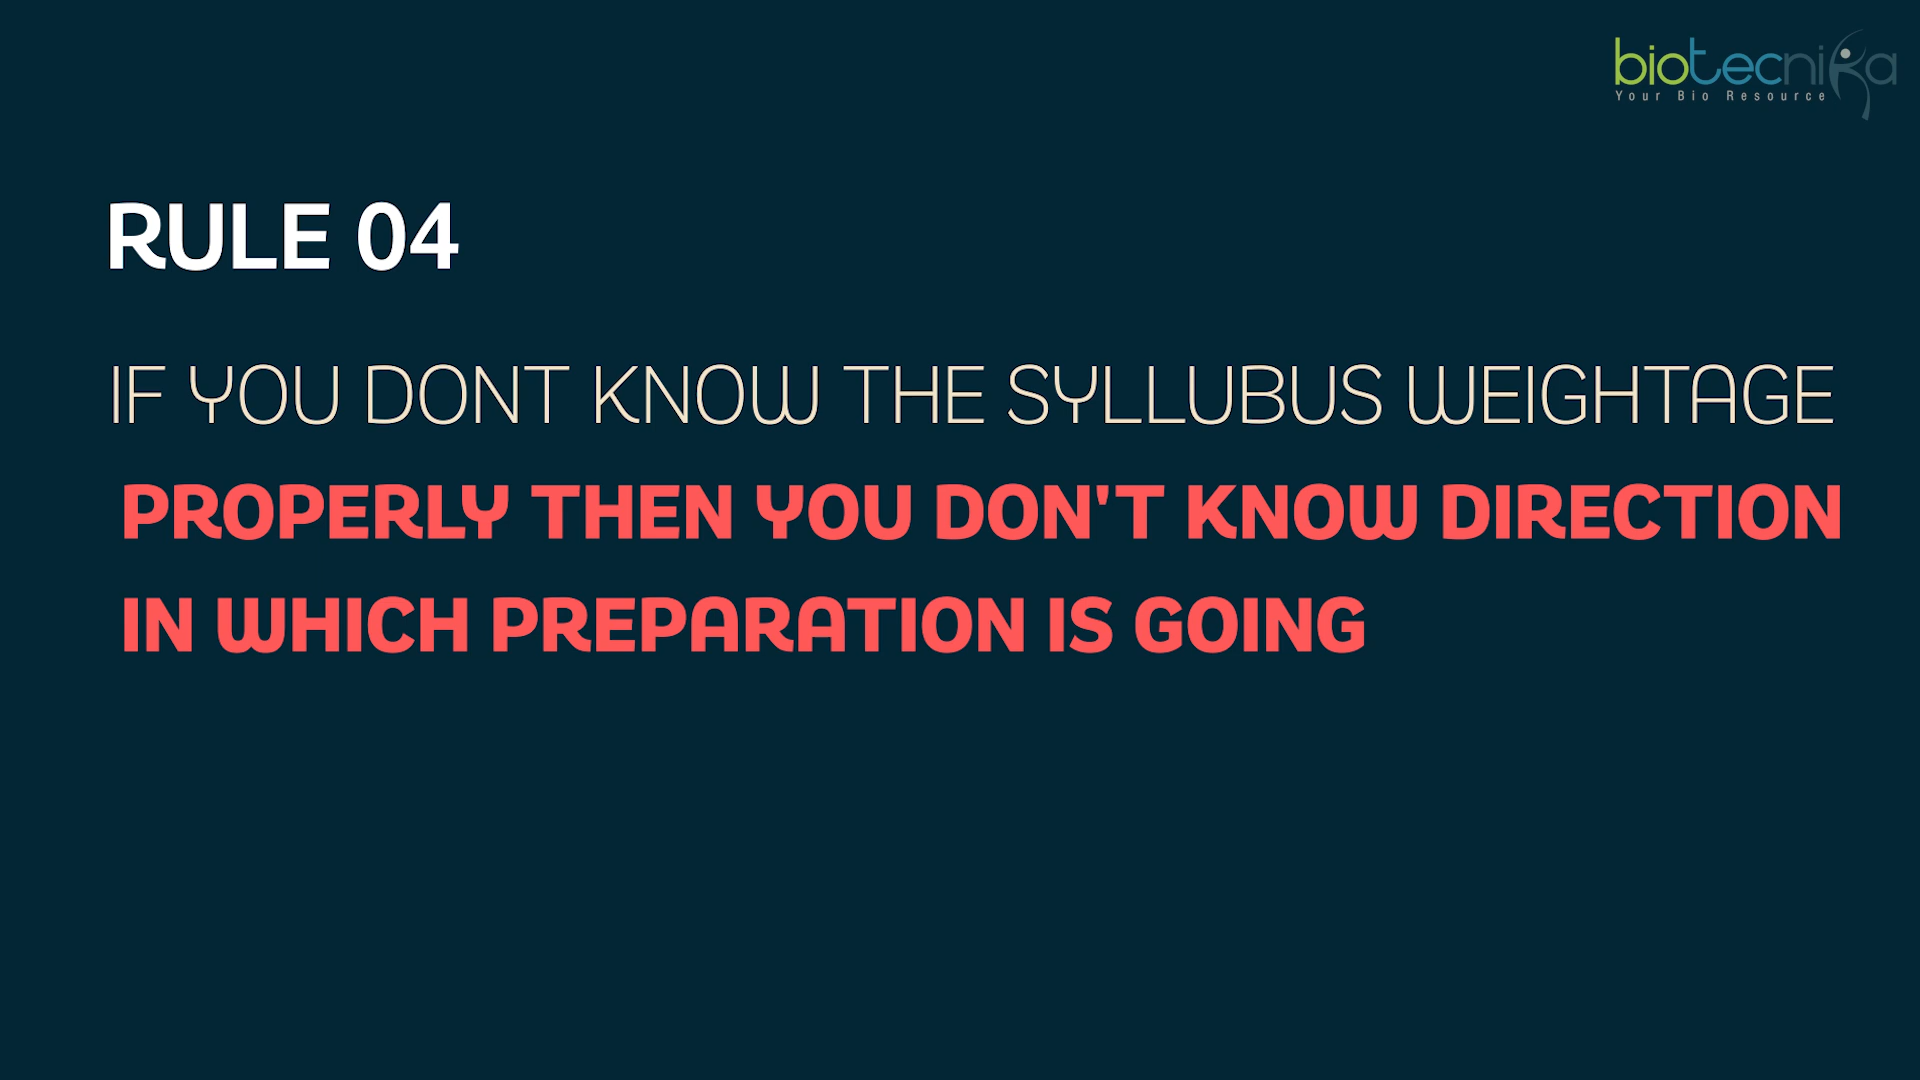 biotecnika
Your Bio Resource
RULE 04
IF YOU DONT KNOW THE SYLLUBUS WEIGHTAGE
PROPERLY THEN YOU DON'T KNOW DIRECTION
IN WHICH PREPARATION IS GOING